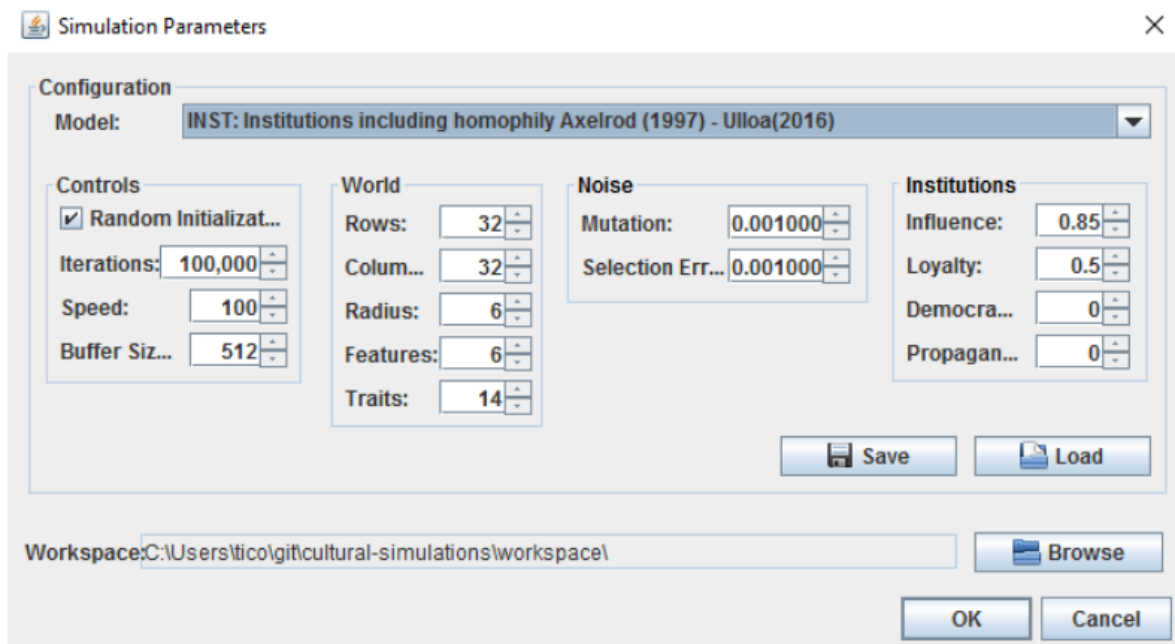 Simulation Parameters
Configuration
Model: INST: Institutions including homophily Axelrod (1997) - Ulloa(2016)
Controls
Random Initializat...
Iterations: 100,000
Speed: 100
Buffer Siz... 512
World
Rows: 32
Colum... 32
Radius: 6
Features: 6
Traits: 14
Noise
Mutation: 0.001000
Selection Err... 0.001000
Institutions
Influence: 0.85
Loyalty: 0.5
Democra... 0
Propagan... 0
Save Load
Workspace: C:\Users\tico\git\cultural-simulations\workspace\ Browse
OK Cancel